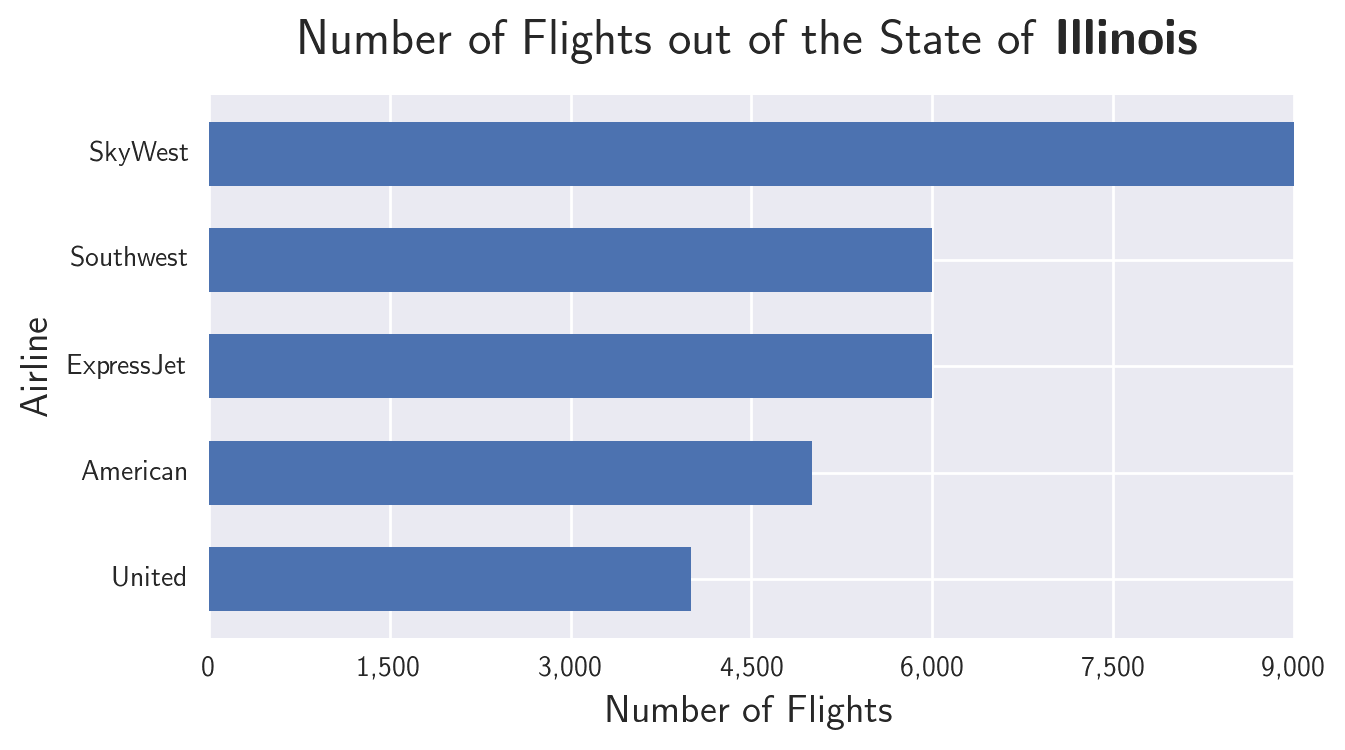 Number of Flights out of the State of Illinois
SkyWest
Southwest
ExpressJet
American
United
Airline
0 1,500 3,000 4,500 6,000 7,500 9,000
Number of Flights